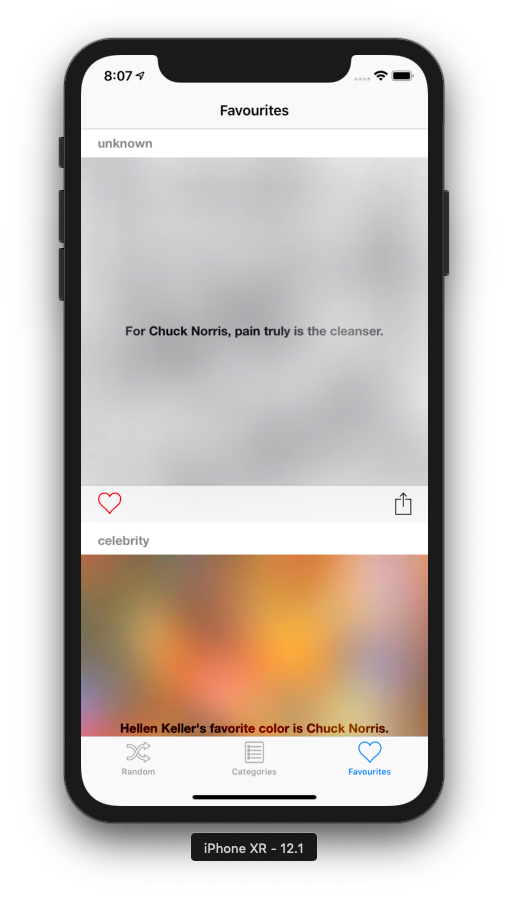 8:07
Favourites
unknown
For Chuck Norris, pain truly is the cleanser.
celebrity
Hellen Keller's favorite color is Chuck Norris.
Random
Categories
Favourites
iPhone XR - 12.1